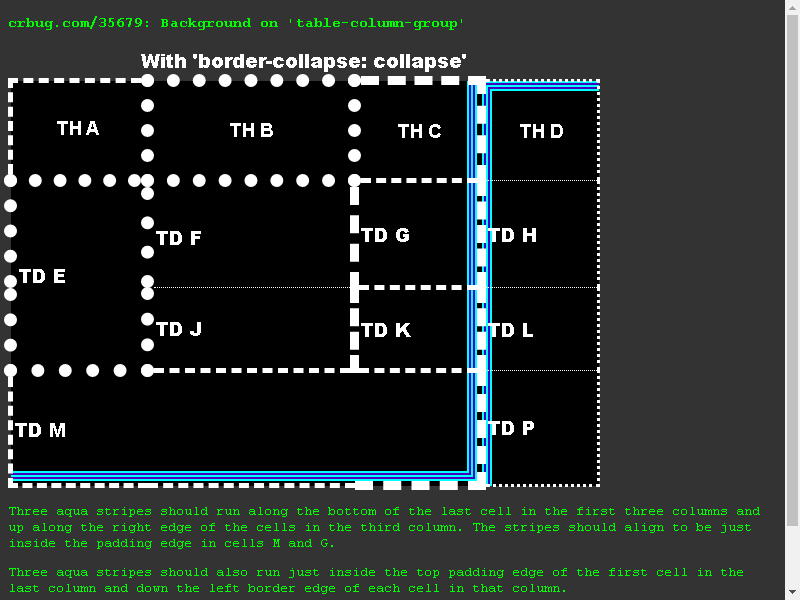 crbug.com/35679: Background on 'table-column-group'
With 'border-collapse: collapse'
TH A TH B TH C TH D
TD F TD G TD H
TD E
TD J TD K TD L
TD M TD P
Three aqua stripes should run along the bottom of the last cell in the first three columns and
up along the right edge of the cells in the third column. The stripes should align to be just
inside the padding edge in cells M and G.
Three aqua stripes should also run just inside the top padding edge of the first cell in the
last column and down the left border edge of each cell in that column.